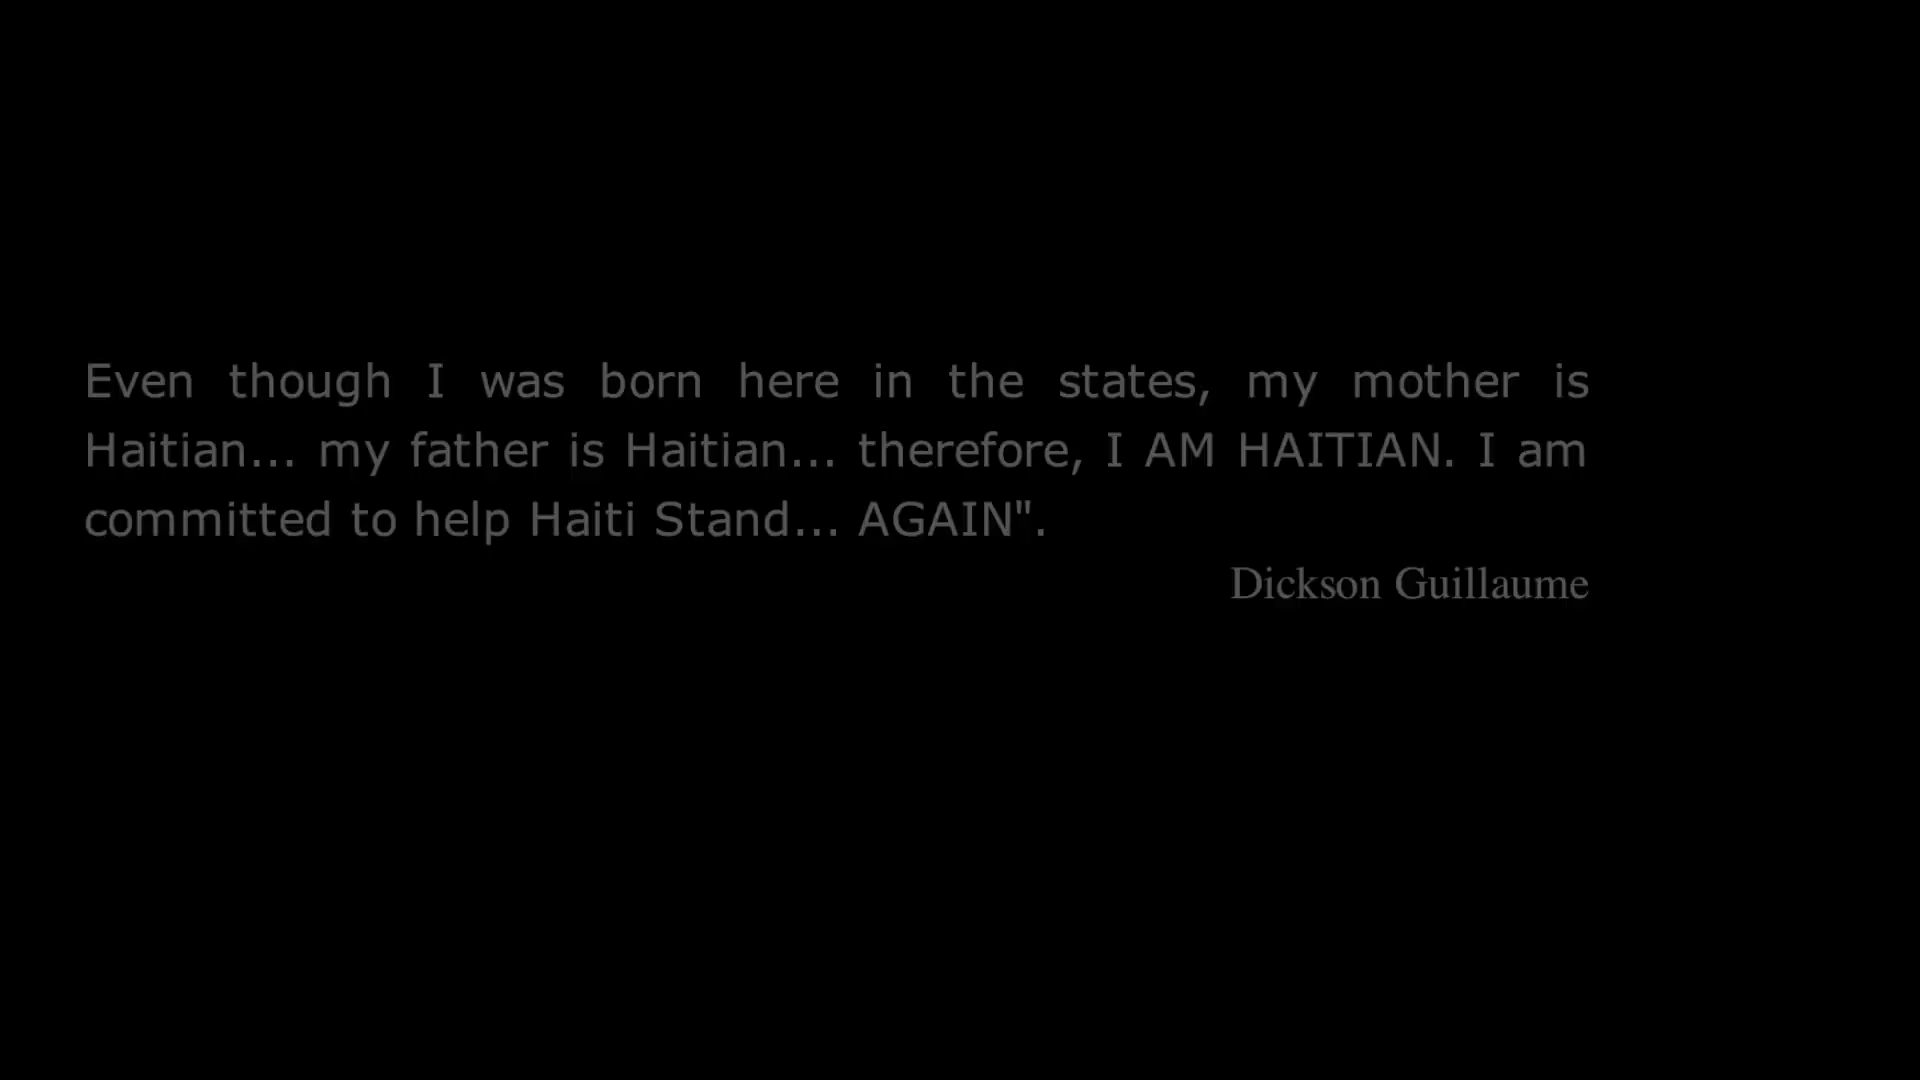 Even though I was born here in the states, my mother is
Haitian... my father is Haitian... therefore, I AM HAITIAN. I am
committed to help Haiti Stand... AGAIN".
Dickson Guillaume